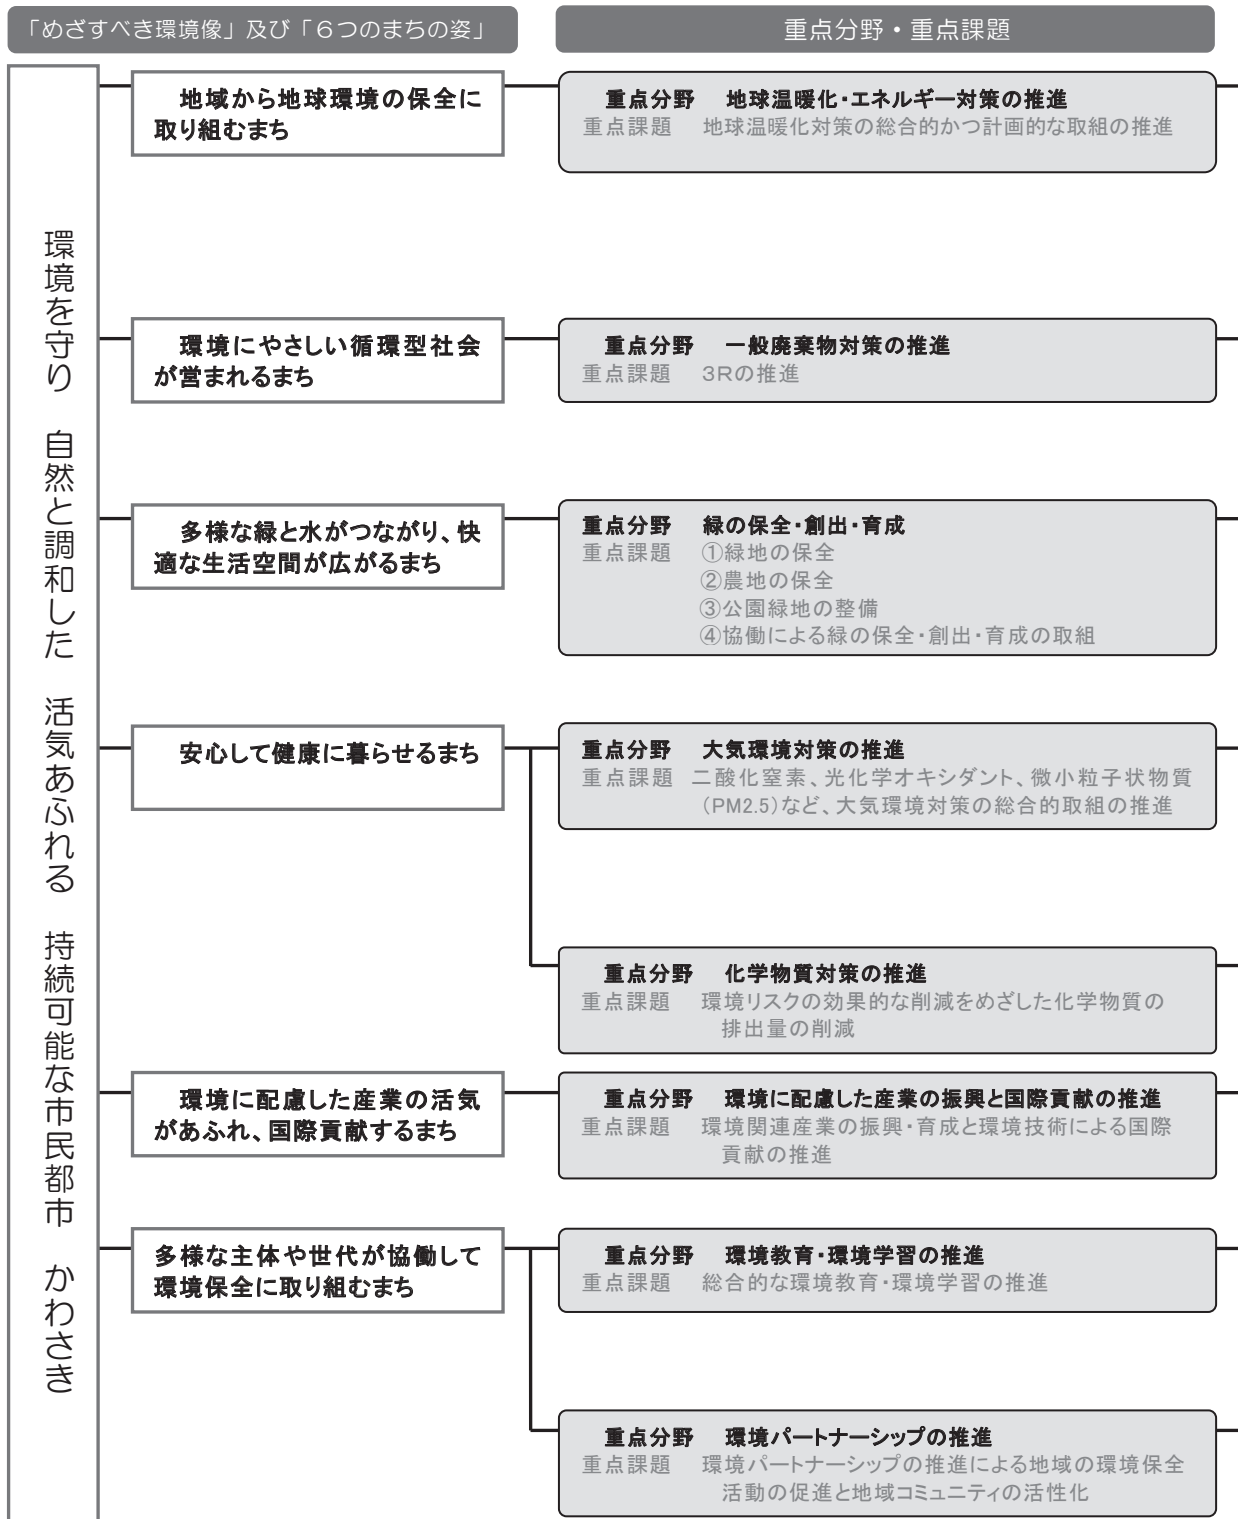 「めざすべき環境像」及び「６つのまちの姿」
重点分野・重点課題
環境を守り　自然と調和した　活気あふれる　持続可能な市民都市　かわさき
地域から地球環境の保全に
取り組むまち
重点分野　地球温暖化・エネルギー対策の推進
重点課題　地球温暖化対策の総合的かつ計画的な取組の推進
環境にやさしい循環型社会
が営まれるまち
重点分野　一般廃棄物対策の推進
重点課題　３Ｒの推進
多様な緑と水がつながり、快
適な生活空間が広がるまち
重点分野　緑の保全・創出・育成
重点課題　①緑地の保全
②農地の保全
③公園緑地の整備
④協働による緑の保全・創出・育成の取組
安心して健康に暮らせるまち
重点分野　大気環境対策の推進
重点課題　二酸化窒素、光化学オキシダント、微小粒子状物質
（PM2.5）など、大気環境対策の総合的取組の推進
重点分野　化学物質対策の推進
重点課題　環境リスクの効果的な削減をめざした化学物質の
排出量の削減
環境に配慮した産業の活気
があふれ、国際貢献するまち
重点分野　環境に配慮した産業の振興と国際貢献の推進
重点課題　環境関連産業の振興・育成と環境技術による国際
貢献の推進
多様な主体や世代が協働して
環境保全に取り組むまち
重点分野　環境教育・環境学習の推進
重点課題　総合的な環境教育・環境学習の推進
重点分野　環境パートナーシップの推進
重点課題　環境パートナーシップの推進による地域の環境保全
活動の促進と地域コミュニティの活性化